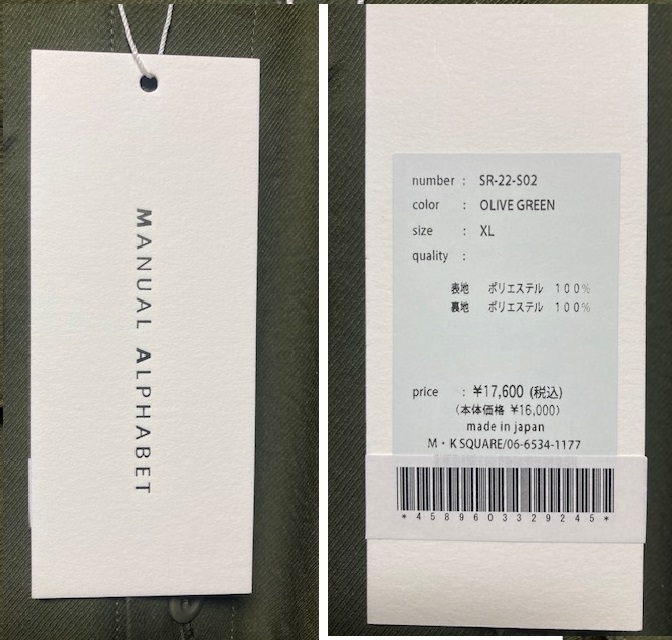 MANUAL ALPHABET
number : SR-22-S02
color : OLIVE GREEN
size : XL
quality :
表地 ポリエステル 100%
裏地 ポリエステル 100%
price : ¥17,600 (税込)
(本体価格 ¥16,000)
made in japan
M・K SQUARE/06-6534-1177
*4589603329245*